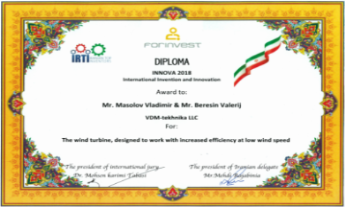 FORINVEST
IRTI
DIPLOMA
INNOVA 2018
International Invention and Innovation
Award to:
Mr. Masolov Vladimir & Mr. Beresin Valerij
VDM-tekhnika LLC
For:
The wind turbine, designed to work with increased efficiency at low wind speed
The president of international jury
The president of Iranian delegate
Dr. Mohsen karimi
Mr. Mehdi